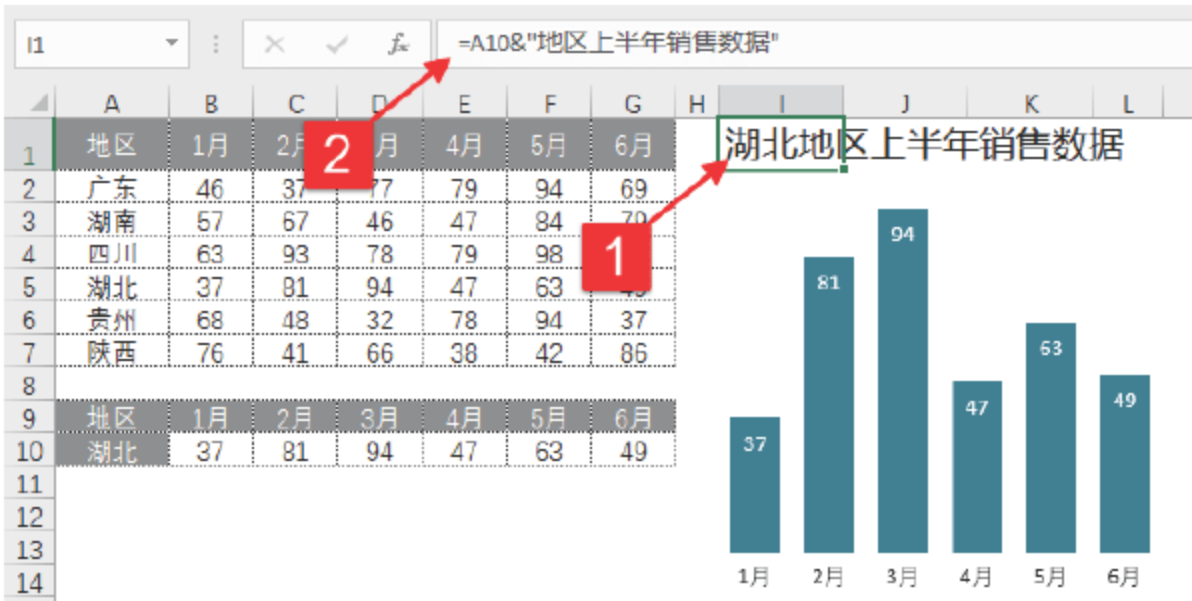 I1 fx =A10&"地区上半年销售数据"
A B C D E F G H I J K L
1 地区 1月 2月 月 4月 5月 6月 湖北地区上半年销售数据
2 广东 46 37 77 79 94 69
3 湖南 57 67 46 47 84 79
4 四川 63 93 78 79 98
5 湖北 37 81 94 47 63 49
6 贵州 68 48 32 78 94 37
7 陕西 76 41 66 38 42 86
8
9 地区 1月 2月 3月 4月 5月 6月
10 湖北 37 81 94 47 63 49
11
12
13
14
2
1
37 81 94 47 63 49
1月 2月 3月 4月 5月 6月